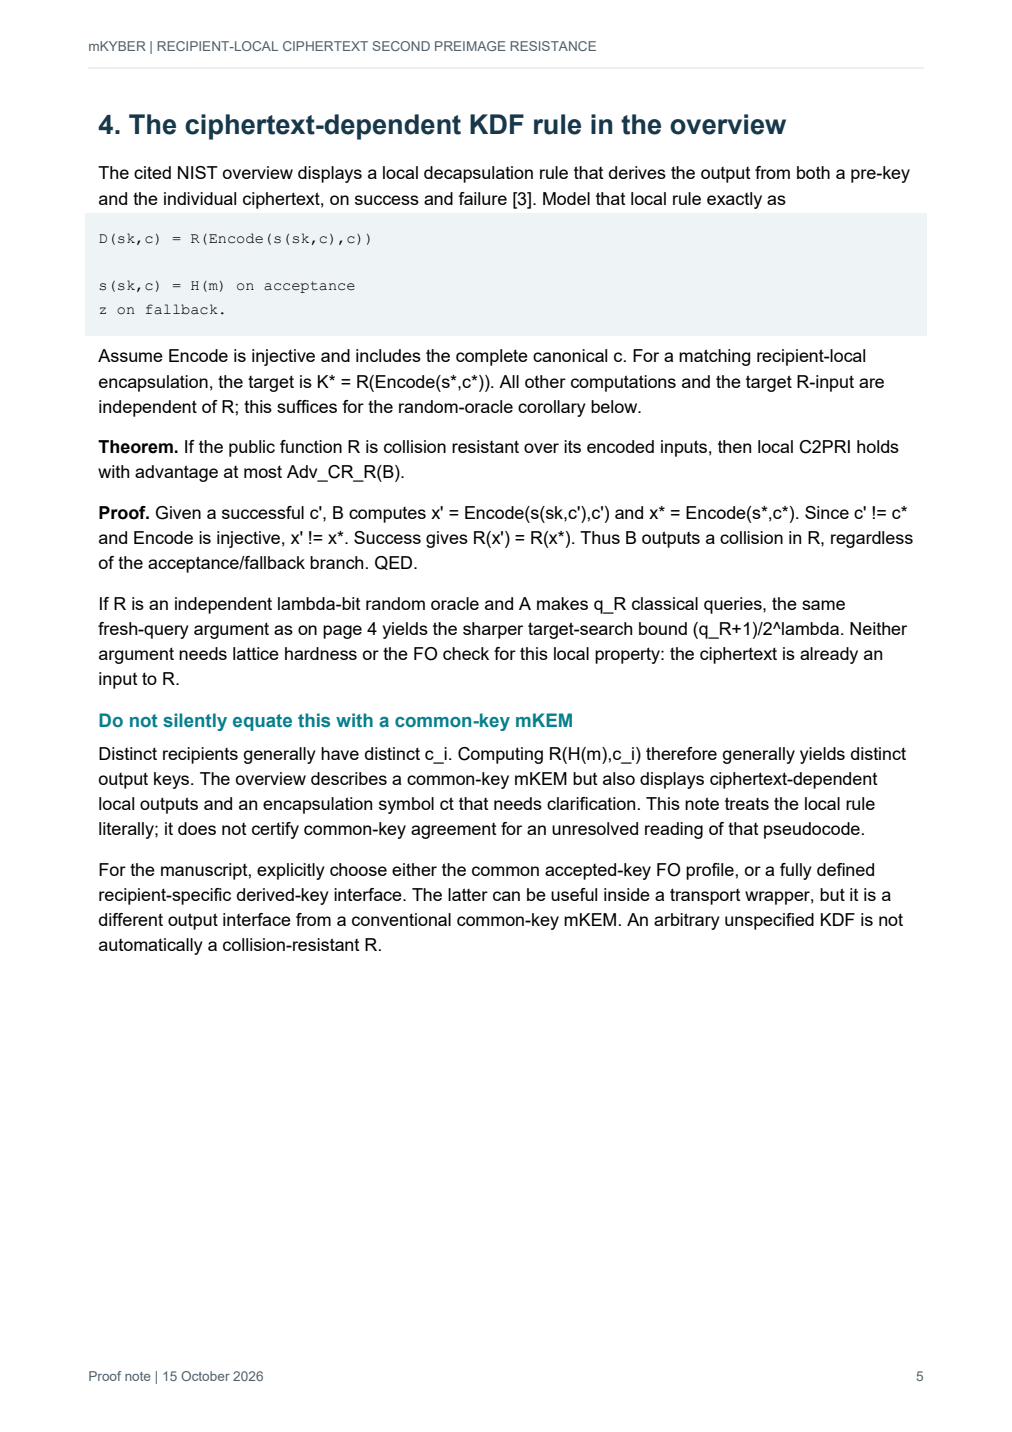 mKYBER | RECIPIENT-LOCAL CIPHERTEXT SECOND PREIMAGE RESISTANCE
4. The ciphertext-dependent KDF rule in the overview
The cited NIST overview displays a local decapsulation rule that derives the output from both a pre-key
and the individual ciphertext, on success and failure [3]. Model that local rule exactly as
D(sk,c) = R(Encode(s(sk,c),c))
s(sk,c) = H(m) on acceptance
z on fallback.
Assume Encode is injective and includes the complete canonical c. For a matching recipient-local
encapsulation, the target is K* = R(Encode(s*,c*)). All other computations and the target R-input are
independent of R; this suffices for the random-oracle corollary below.
Theorem. If the public function R is collision resistant over its encoded inputs, then local C2PRI holds
with advantage at most Adv_CR_R(B).
Proof. Given a successful c', B computes x' = Encode(s(sk,c'),c') and x* = Encode(s*,c*). Since c' != c*
and Encode is injective, x' != x*. Success gives R(x') = R(x*). Thus B outputs a collision in R, regardless
of the acceptance/fallback branch. QED.
If R is an independent lambda-bit random oracle and A makes q_R classical queries, the same
fresh-query argument as on page 4 yields the sharper target-search bound (q_R+1)/2^lambda. Neither
argument needs lattice hardness or the FO check for this local property: the ciphertext is already an
input to R.
Do not silently equate this with a common-key mKEM
Distinct recipients generally have distinct c_i. Computing R(H(m),c_i) therefore generally yields distinct
output keys. The overview describes a common-key mKEM but also displays ciphertext-dependent
local outputs and an encapsulation symbol ct that needs clarification. This note treats the local rule
literally; it does not certify common-key agreement for an unresolved reading of that pseudocode.
For the manuscript, explicitly choose either the common accepted-key FO profile, or a fully defined
recipient-specific derived-key interface. The latter can be useful inside a transport wrapper, but it is a
different output interface from a conventional common-key mKEM. An arbitrary unspecified KDF is not
automatically a collision-resistant R.
Proof note | 15 October 2026
5